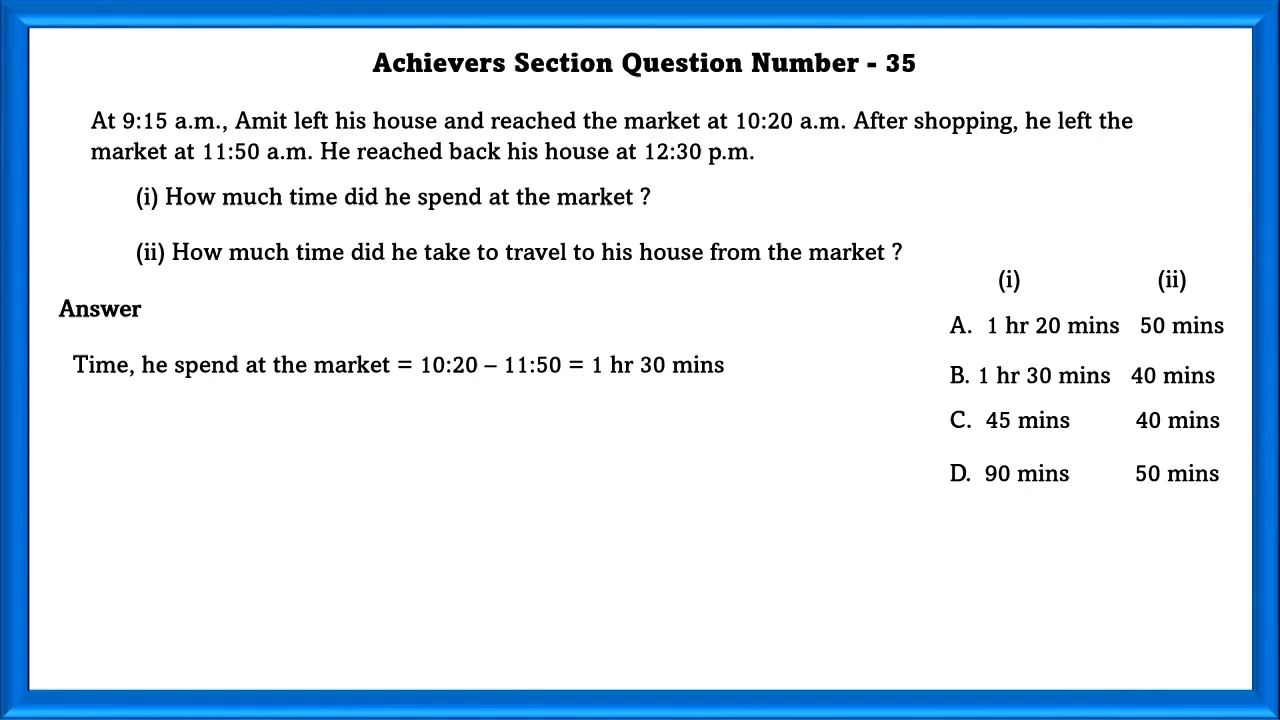 Achievers Section Question Number - 35
At 9:15 a.m., Amit left his house and reached the market at 10:20 a.m. After shopping, he left the
market at 11:50 a.m. He reached back his house at 12:30 p.m.
(i) How much time did he spend at the market ?
(ii) How much time did he take to travel to his house from the market ?
(i) (ii)
Answer
A. 1 hr 20 mins 50 mins
Time, he spend at the market = 10:20 – 11:50 = 1 hr 30 mins
B. 1 hr 30 mins 40 mins
C. 45 mins 40 mins
D. 90 mins 50 mins